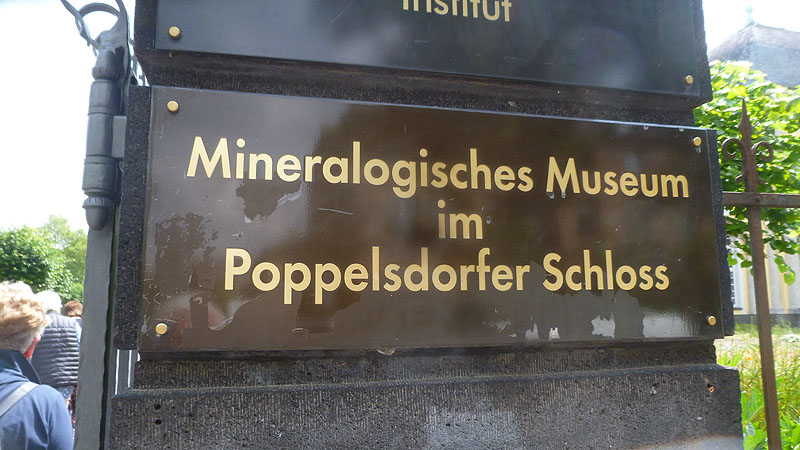 Institut
Mineralogisches Museum
im
Poppelsdorfer Schloss